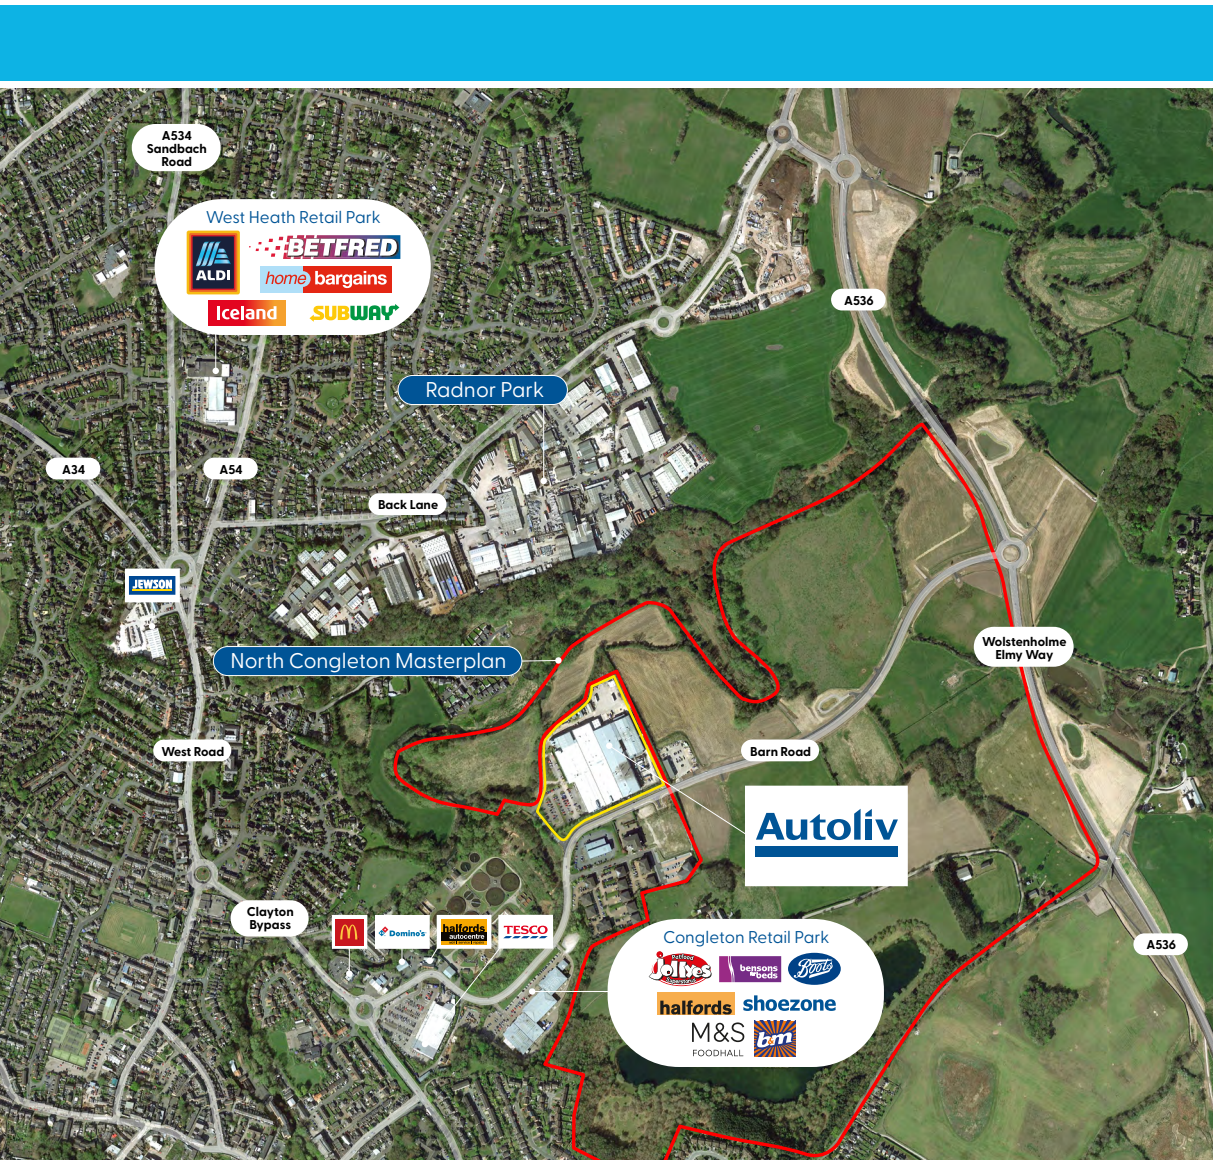 A534
Sandbach
Road
West Heath Retail Park
ALDI
BETFRED
home bargains
Iceland
SUBWAY
A536
Radnor Park
A34
A54
Back Lane
JEWSON
North Congleton Masterplan
Wolstenholme
Elmy Way
West Road
Barn Road
Autoliv
Clayton
Bypass
Domino's
halfords
autocentre
TESCO
Congleton Retail Park
Petfood
Jollyes
Superstores
bensons
for beds
Boots
halfords
shoezone
M&S
FOODHALL
b&m
A536